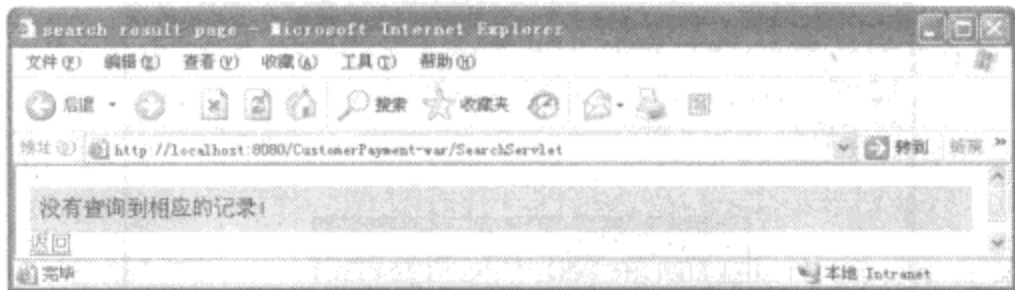 search result page - Microsoft Internet Explorer
文件(F) 编辑(E) 查看(V) 收藏(A) 工具(T) 帮助(H)
后退 搜索 收藏夹
地址(D) http://localhost:8080/CustomerPayment-war/SearchServlet 转到 链接 »
没有查询到相应的记录!
返回
完毕 本地 Intranet